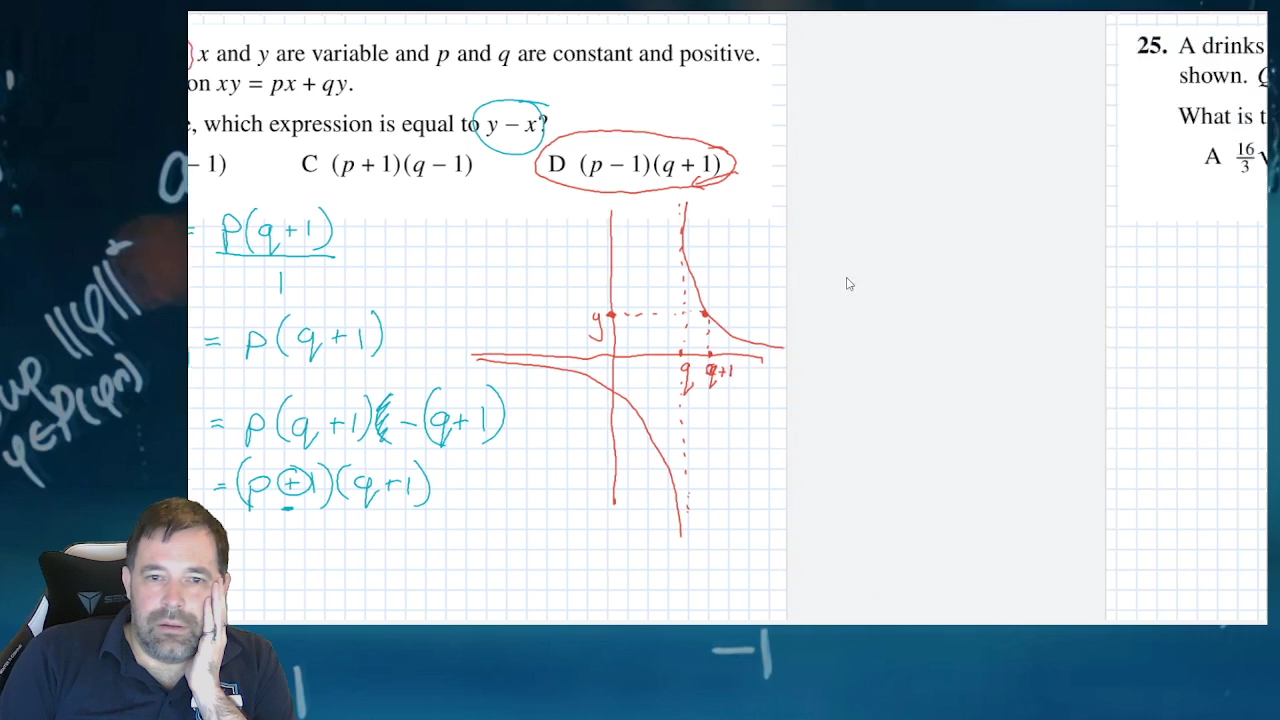 x and y are variable and p and q are constant and positive.
on xy = px + qy.
e, which expression is equal to y − x?
− 1)
C (p + 1)(q − 1)
D (p − 1)(q + 1)
= p(q+1)
1
= p(q+1)
= p(q+1) - (q+1)
= (p+1)(q+1)
y
q
q+1
25. A drinks
shown.
What is t
A 16/3 √
||φ||
φ∈P(φn)
-1